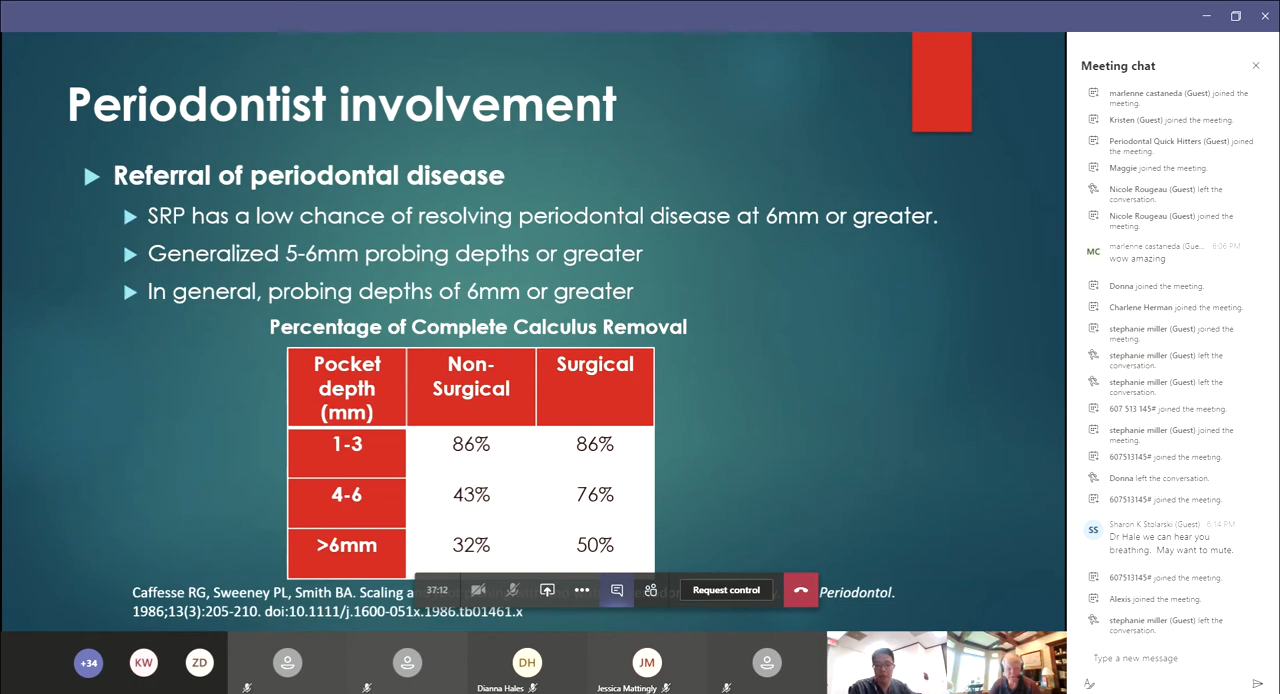 Periodontist involvement
Referral of periodontal disease
SRP has a low chance of resolving periodontal disease at 6mm or greater.
Generalized 5-6mm probing depths or greater
In general, probing depths of 6mm or greater
Percentage of Complete Calculus Removal
Pocket depth (mm) Non-Surgical Surgical
1-3 86% 86%
4-6 43% 76%
>6mm 32% 50%
Caffesse RG, Sweeney PL, Smith BA. Scaling an Periodontol.
1986;13(3):205-210. doi:10.1111/j.1600-051x.1986.tb01461.x
37:12 Request control
+34 KW ZD DH JM
Dianna Hales Jessica Mattingly
Meeting chat
marlenne castaneda (Guest) joined the
meeting.
Kristen (Guest) joined the meeting.
Periodontal Quick Hitters (Guest) joined
the meeting.
Maggie joined the meeting.
Nicole Rougeau (Guest) left the
conversation.
Nicole Rougeau (Guest) joined the
meeting.
MC
marlenne castaneda (Gue... 6:06 PM
wow amazing
Donna joined the meeting.
Charlene Herman joined the meeting.
stephanie miller (Guest) joined the
meeting.
stephanie miller (Guest) left the
conversation.
stephanie miller (Guest) left the
conversation.
607 513 145# joined the meeting.
stephanie miller (Guest) joined the
meeting.
607513145# joined the meeting.
Donna left the conversation.
607513145# joined the meeting.
SS
Sharon K Stolarski (Guest) 6:14 PM
Dr Hale we can hear you
breathing. May want to mute.
607513145# joined the meeting.
Alexis joined the meeting.
stephanie miller (Guest) left the
conversation.
Type a new message